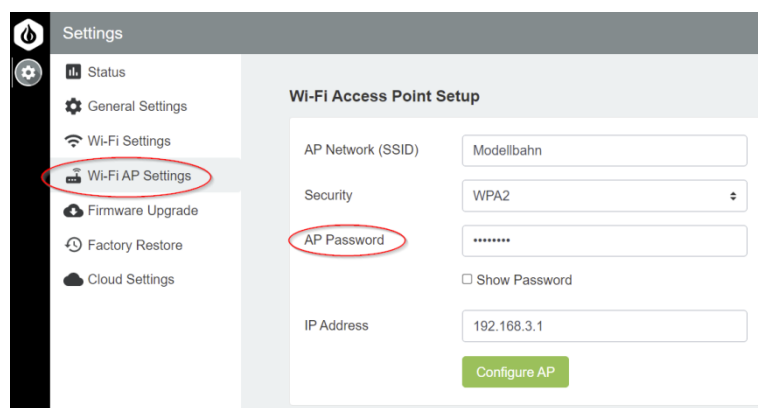 Settings
Status
General Settings
Wi-Fi Settings
Wi-Fi AP Settings
Firmware Upgrade
Factory Restore
Cloud Settings
Wi-Fi Access Point Setup
AP Network (SSID) Modellbahn
Security WPA2
AP Password ••••••••
Show Password
IP Address 192.168.3.1
Configure AP